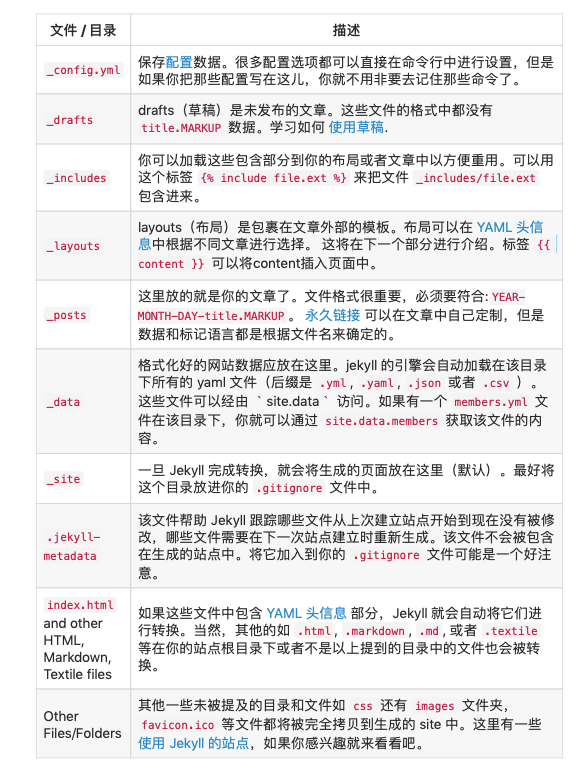 文件 / 目录 描述
_config.yml
保存配置数据。很多配置选项都可以直接在命令行中进行设置，但是
如果你把那些配置写在这儿，你就不用非要去记住那些命令了。
_drafts
drafts（草稿）是未发布的文章。这些文件的格式中都没有
title.MARKUP 数据。学习如何 使用草稿.
_includes
你可以加载这些包含部分到你的布局或者文章中以方便重用。可以用
这个标签 {% include file.ext %} 来把文件 _includes/file.ext
包含进来。
_layouts
layouts（布局）是包裹在文章外部的模板。布局可以在 YAML 头信
息中根据不同文章进行选择。 这将在下一个部分进行介绍。标签 {{
content }} 可以将content插入页面中。
_posts
这里放的就是你的文章了。文件格式很重要，必须要符合: YEAR-
MONTH-DAY-title.MARKUP 。 永久链接 可以在文章中自己定制，但是
数据和标记语言都是根据文件名来确定的。
_data
格式化好的网站数据应放在这里。jekyll 的引擎会自动加载在该目录
下所有的 yaml 文件（后缀是 .yml, .yaml, .json 或者 .csv ）。
这些文件可以经由 ` site.data ` 访问。如果有一个 members.yml 文
件在该目录下，你就可以通过 site.data.members 获取该文件的内
容。
_site
一旦 Jekyll 完成转换，就会将生成的页面放在这里（默认）。最好将
这个目录放进你的 .gitignore 文件中。
.jekyll-
metadata
该文件帮助 Jekyll 跟踪哪些文件从上次建立站点开始到现在没有被修
改，哪些文件需要在下一次站点建立时重新生成。该文件不会被包含
在生成的站点中。将它加入到你的 .gitignore 文件可能是一个好注
意。
index.html
and other
HTML,
Markdown,
Textile files
如果这些文件中包含 YAML 头信息 部分，Jekyll 就会自动将它们进
行转换。当然，其他的如 .html, .markdown, .md, 或者 .textile
等在你的站点根目录下或者不是以上提到的目录中的文件也会被转
换。
Other
Files/Folders
其他一些未被提及的目录和文件如 css 还有 images 文件夹，
favicon.ico 等文件都将被完全拷贝到生成的 site 中。这里有一些
使用 Jekyll 的站点，如果你感兴趣就来看看吧。